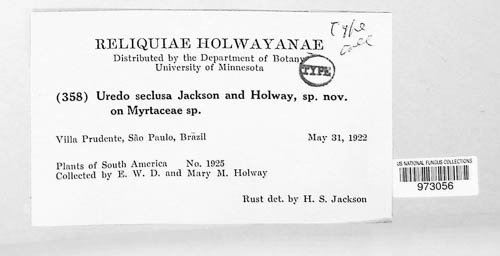 Type
coll
RELIQUIAE HOLWAYANAE
Distributed by the Department of Botany
University of Minnesota
TYPE
(358) Uredo seclusa Jackson and Holway, sp. nov.
on Myrtaceae sp.
Villa Prudente, São Paulo, Brazil May 31, 1922
Plants of South America No. 1925
Collected by E. W. D. and Mary M. Holway
Rust det. by H. S. Jackson
US NATIONAL FUNGUS COLLECTIONS
973056